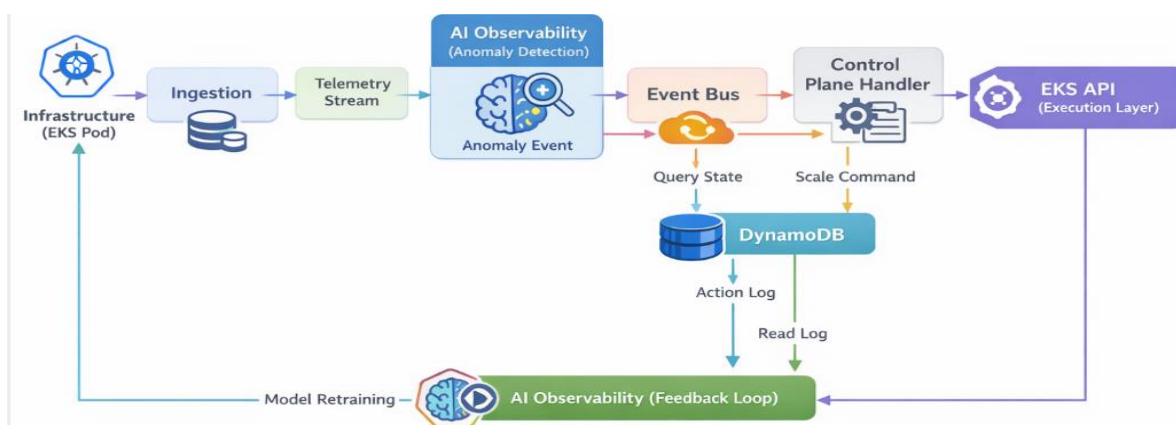 AI Observability
(Anomaly Detection)
Anomaly Event
Infrastructure
(EKS Pod)
Ingestion
Telemetry
Stream
Event Bus
Control
Plane Handler
EKS API
(Execution Layer)
Query State
Scale Command
DynamoDB
Action Log
Read Log
Model Retraining
AI Observability (Feedback Loop)